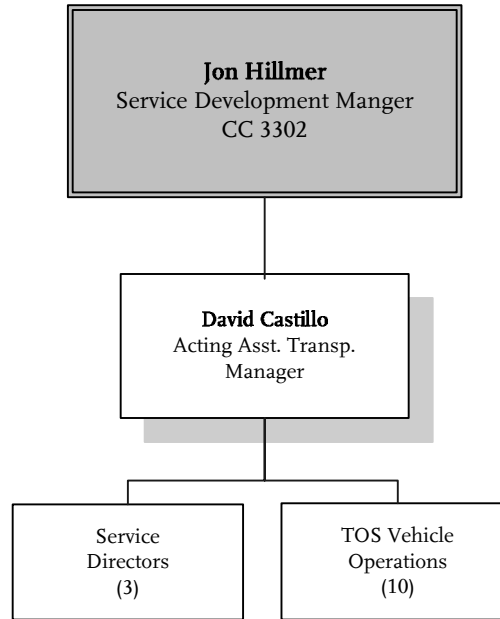 Jon Hillmer
Service Development Manger
CC 3302
David Castillo
Acting Asst. Transp.
Manager
Service
Directors
(3)
TOS Vehicle
Operations
(10)